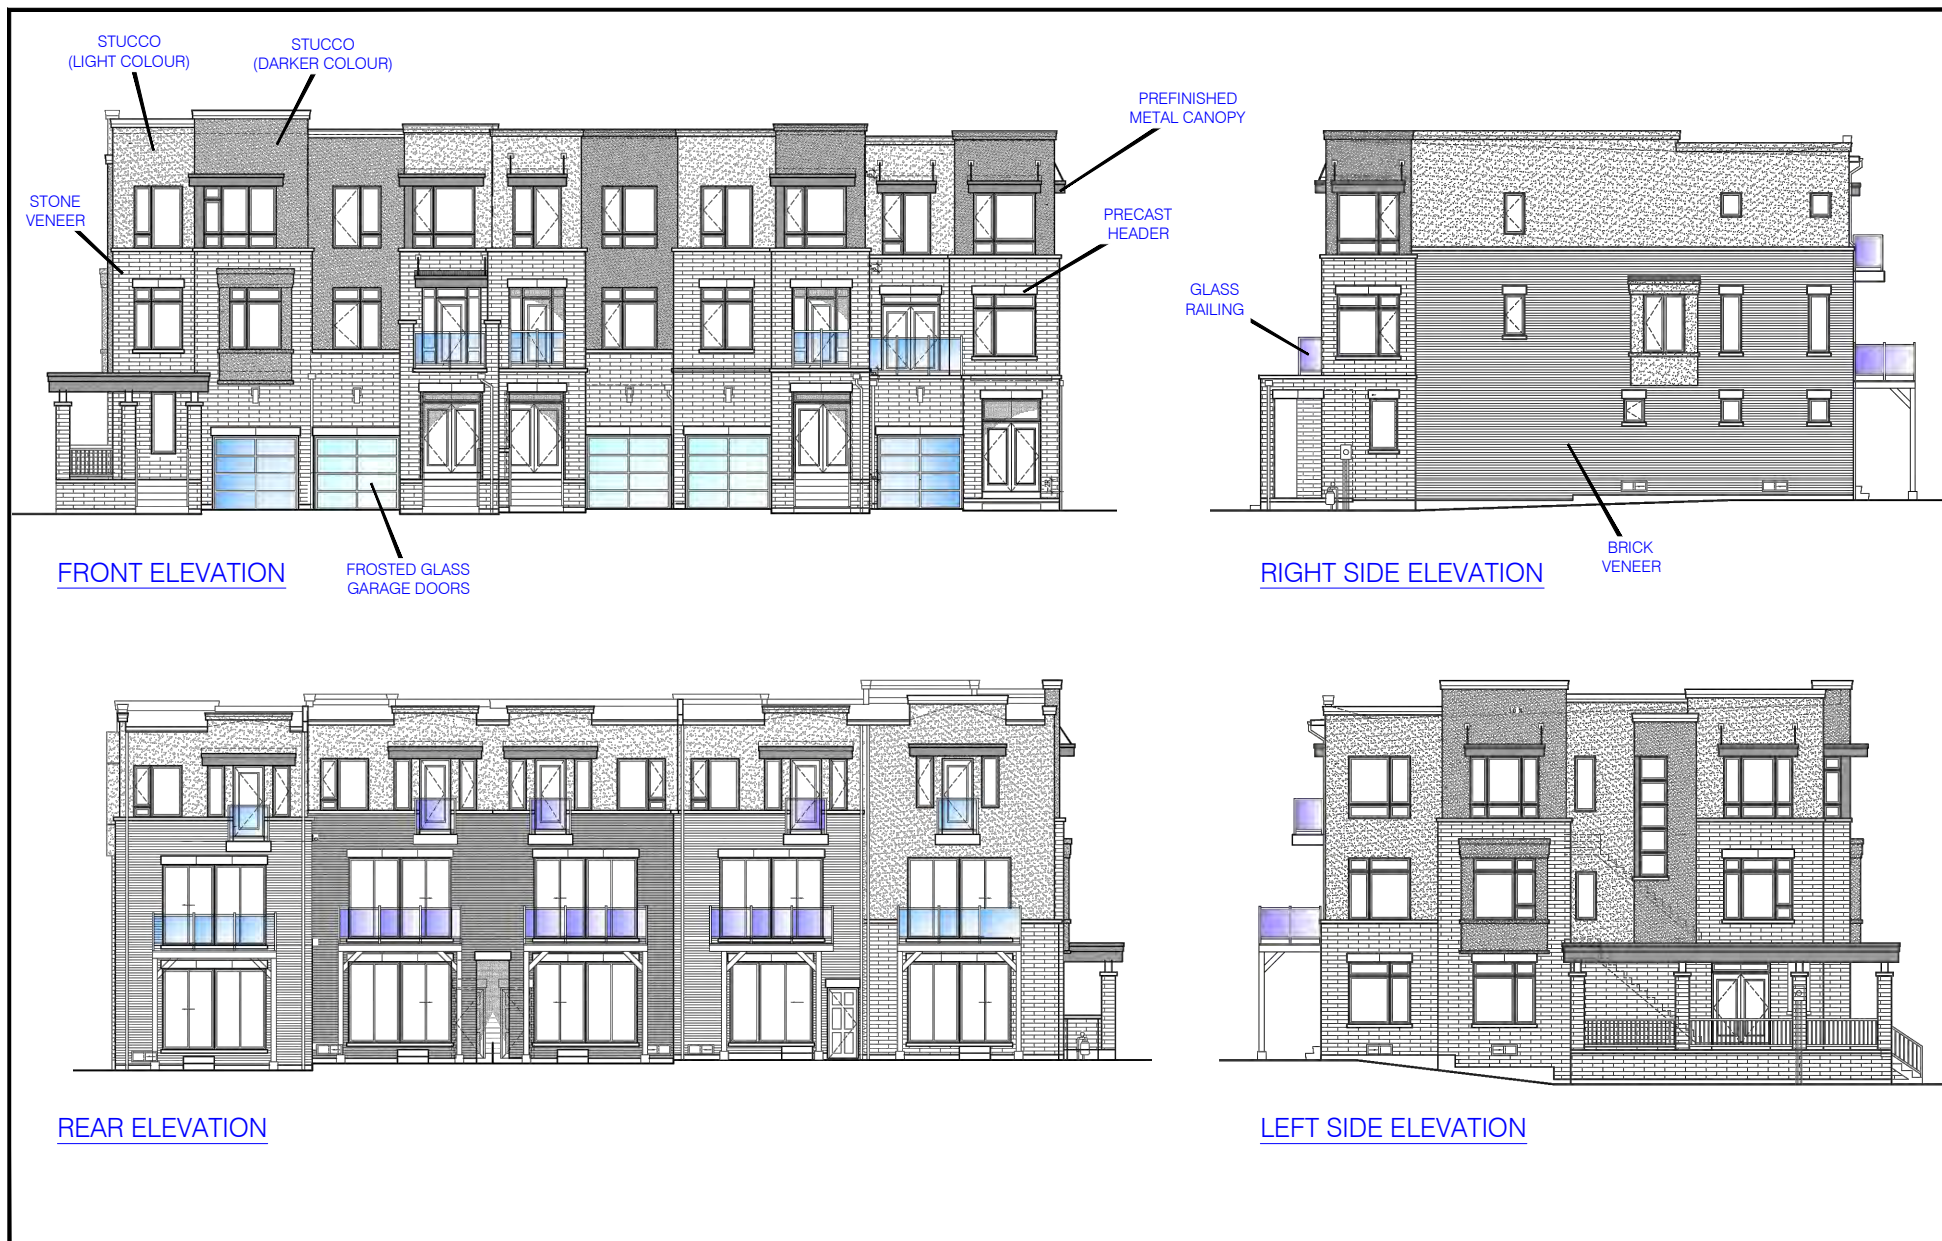 STUCCO
(LIGHT COLOUR)
STUCCO
(DARKER COLOUR)
PREFINISHED
METAL CANOPY
STONE
VENEER
PRECAST
HEADER
GLASS
RAILING
FRONT ELEVATION
FROSTED GLASS
GARAGE DOORS
RIGHT SIDE ELEVATION
BRICK
VENEER
REAR ELEVATION
LEFT SIDE ELEVATION